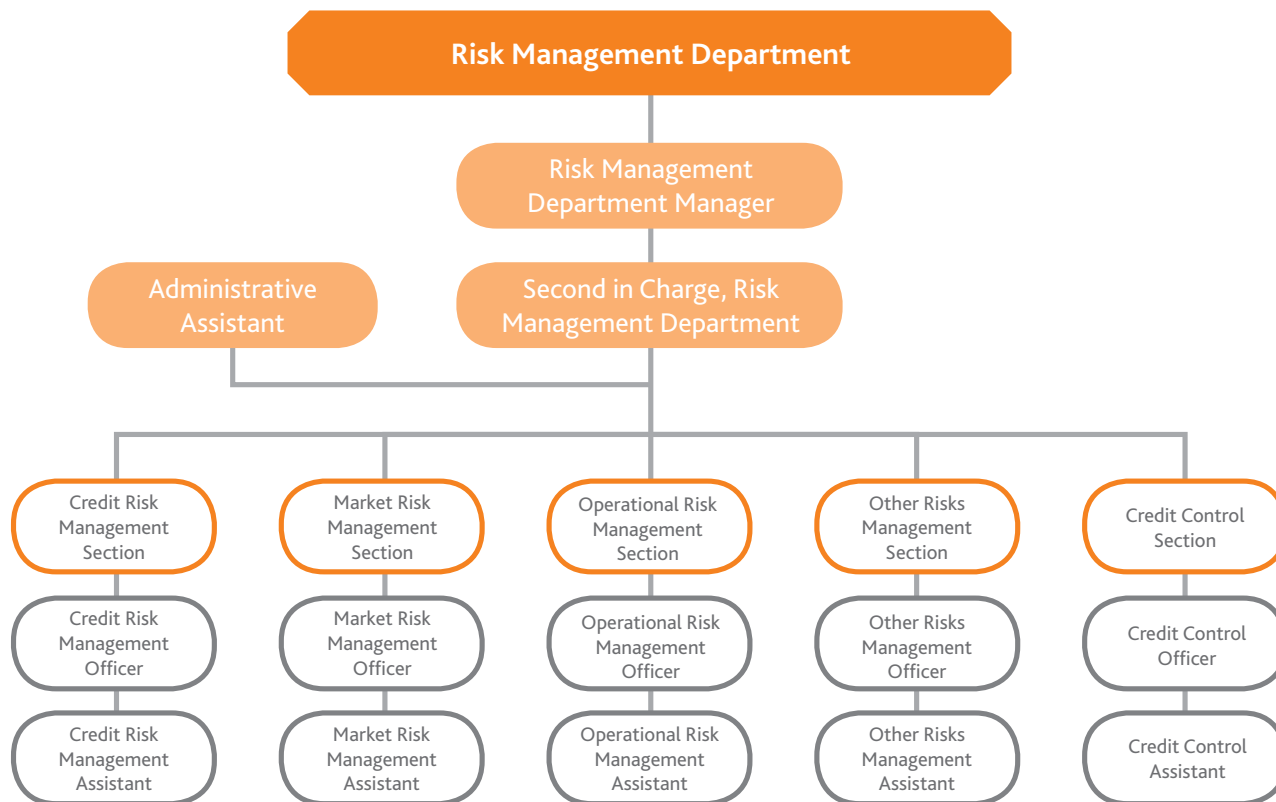 Risk Management Department
Risk Management
Department Manager
Administrative
Assistant
Second in Charge, Risk
Management Department
Credit Risk
Management
Section
Market Risk
Management
Section
Operational Risk
Management
Section
Other Risks
Management
Section
Credit Control
Section
Credit Risk
Management
Officer
Market Risk
Management
Officer
Operational Risk
Management
Officer
Other Risks
Management
Officer
Credit Control
Officer
Credit Risk
Management
Assistant
Market Risk
Management
Assistant
Operational Risk
Management
Assistant
Other Risks
Management
Assistant
Credit Control
Assistant